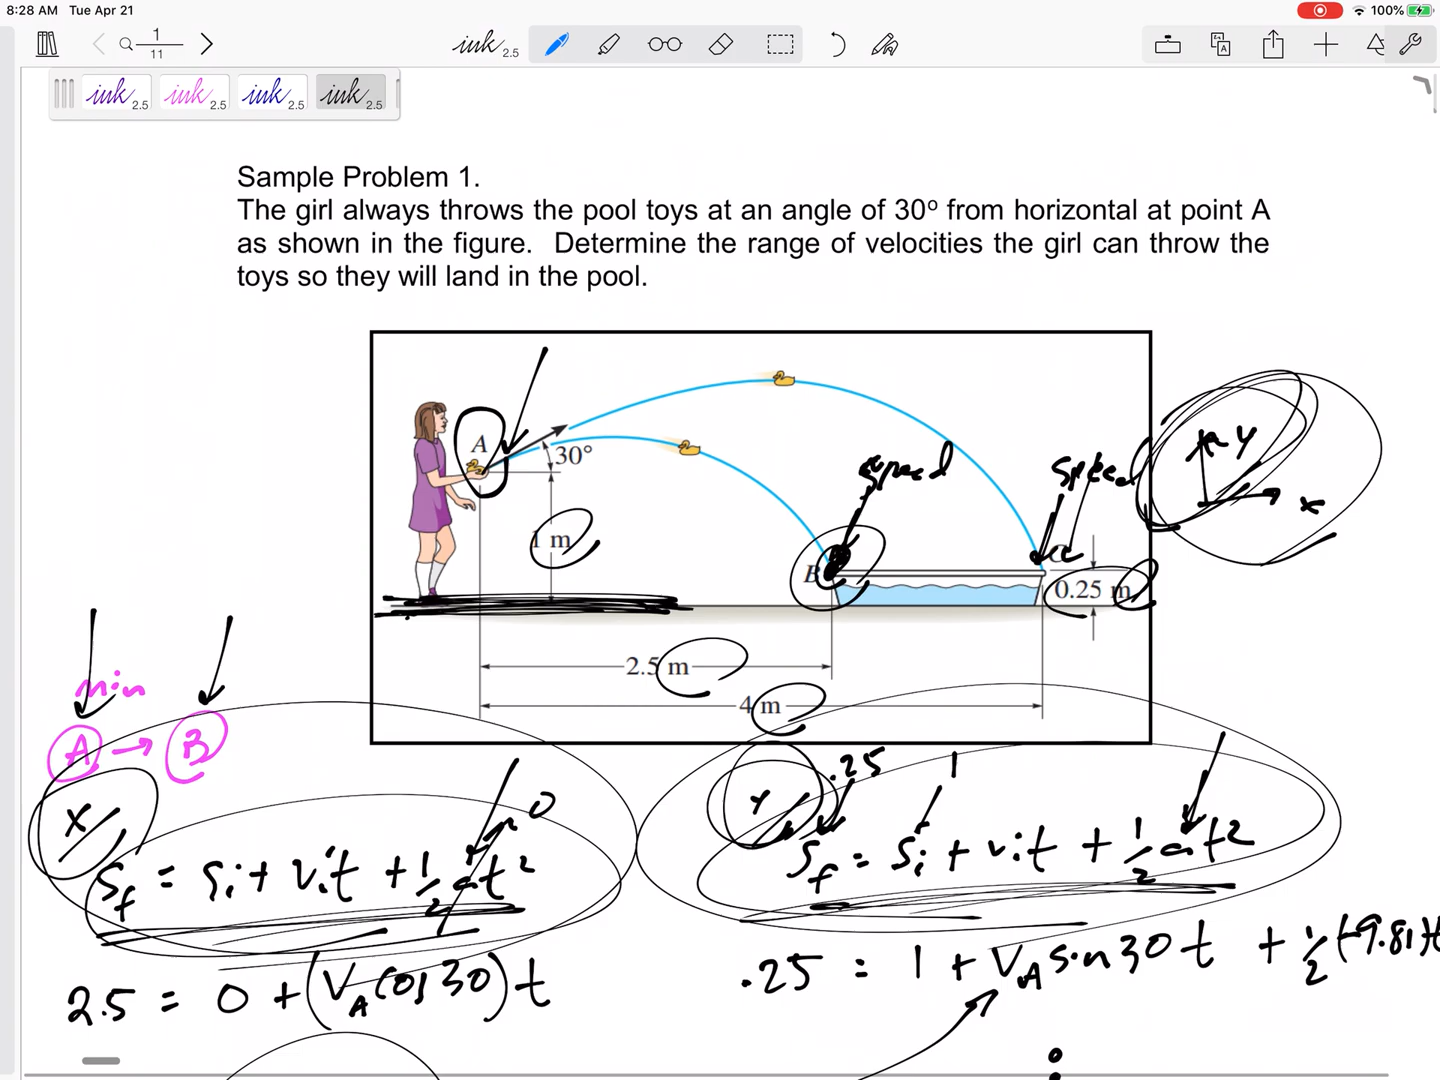 8:28 AM Tue Apr 21
100%
1
11
ink 2.5
ink 2.5 ink 2.5 ink 2.5 ink 2.5
Sample Problem 1.
The girl always throws the pool toys at an angle of 30° from horizontal at point A
as shown in the figure. Determine the range of velocities the girl can throw the
toys so they will land in the pool.
A
30°
speed
speed
y
x
1 m
B
C
0.25 m
2.5 m
4 m
min
A → B
.25
1
x
0
y
Sf = Si + Vit + 1/2 at²
Sf = Si + Vit + 1/2 at²
2.5 = 0 + (VA cos 30) t
.25 = 1 + VA sin 30 t + 1/2 (-9.81)t